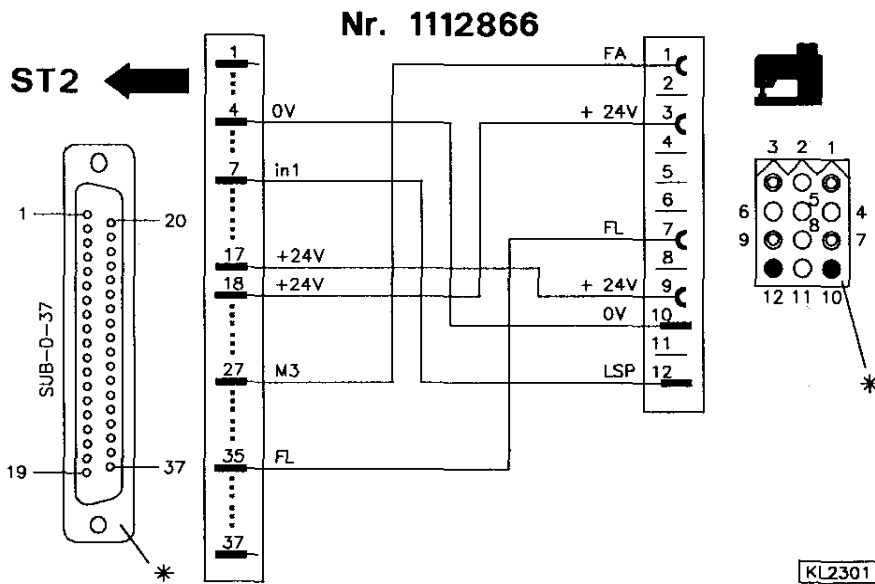 Nr. 1112866
ST2
1
20
SUB-D-37
19
37
1
4 0V
7 in1
17 +24V
18 +24V
27 M3
35 FL
37
FA 1
2
+ 24V 3
4
5
6
FL 7
8
+ 24V 9
0V 10
11
LSP 12
3 2 1
6 5 4
9 8 7
12 11 10
*
*
KL2301